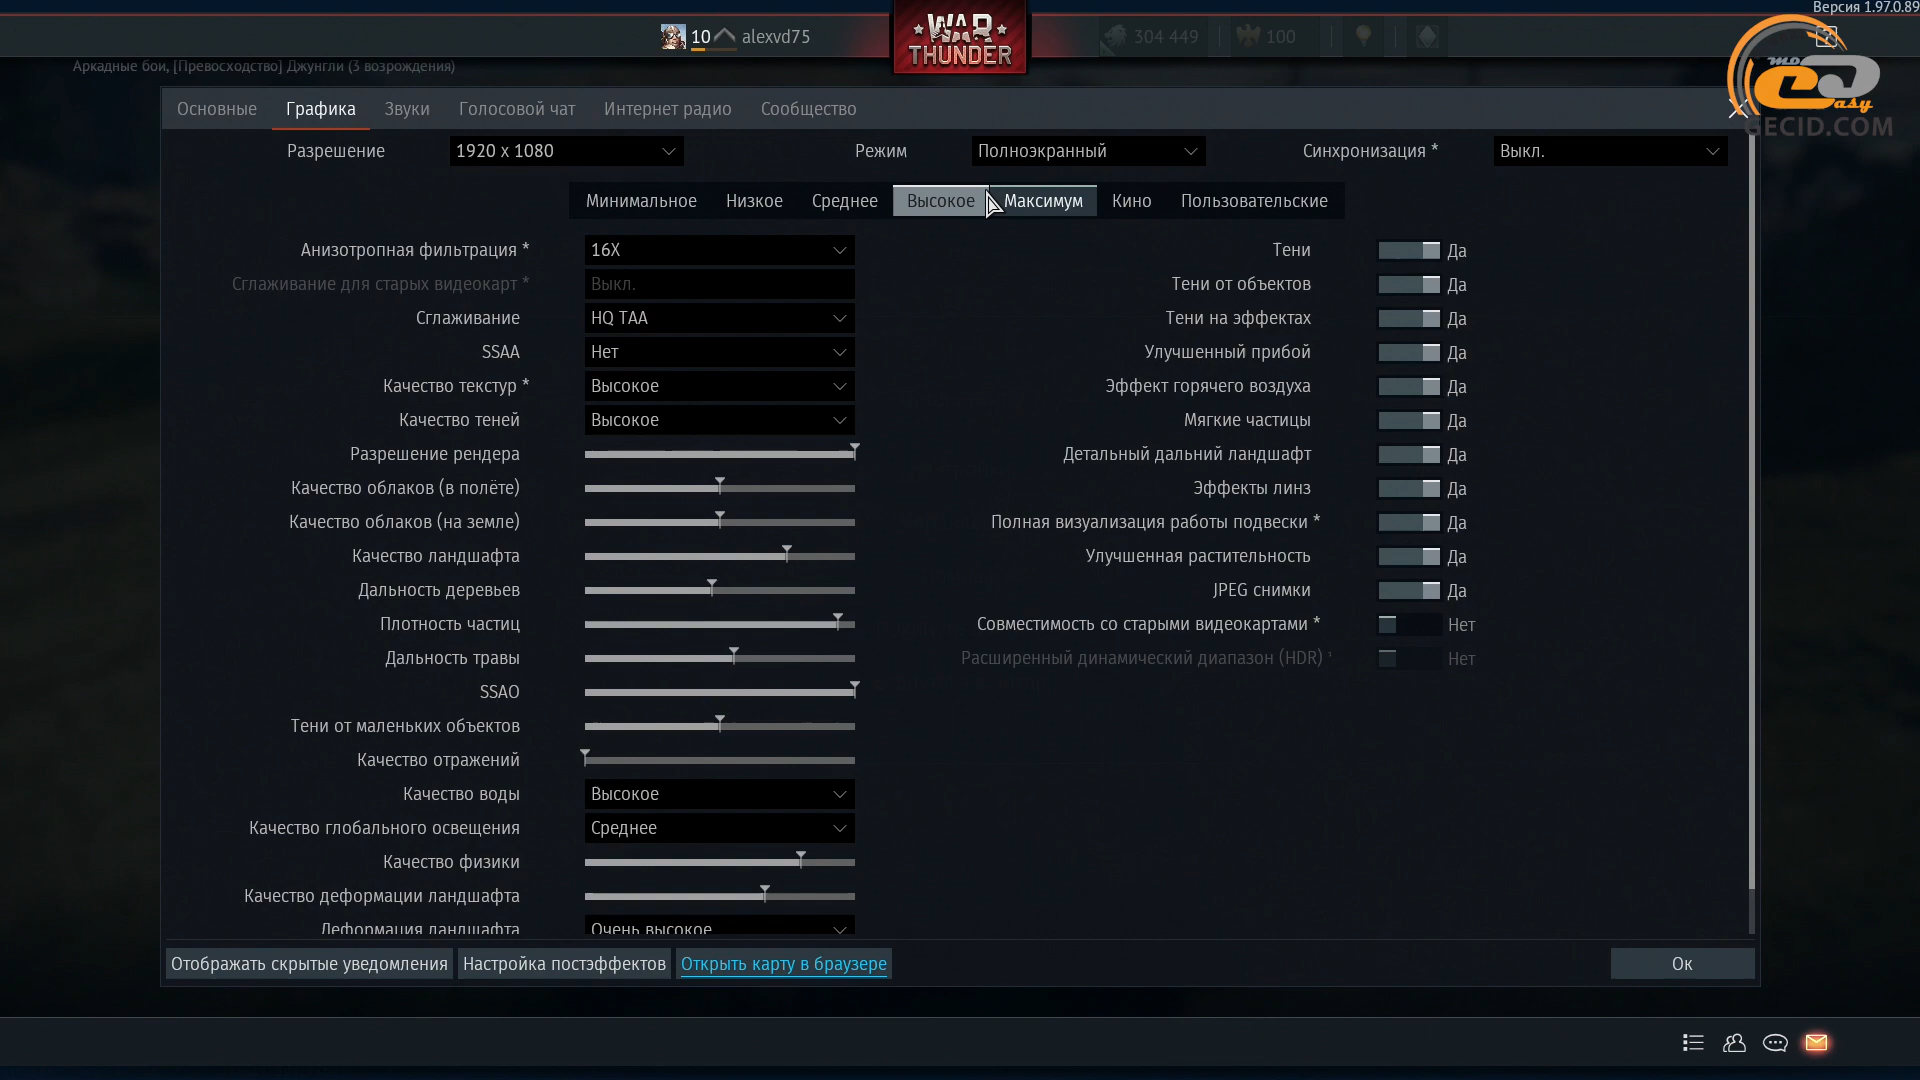 Версия 1.97.0.89
10 alexvd75
WAR THUNDER
304 449
100
Аркадные бои, [Превосходство] Джунгли (3 возрождения)
Easy
GECID.COM
Основные Графика Звуки Голосовой чат Интернет радио Сообщество
Разрешение 1920 x 1080 Режим Полноэкранный Синхронизация * Выкл.
Минимальное Низкое Среднее Высокое Максимум Кино Пользовательские
Анизотропная фильтрация * 16X Тени Да
Сглаживание для старых видеокарт * Выкл. Тени от объектов Да
Сглаживание HQ TAA Тени на эффектах Да
SSAA Нет Улучшенный прибой Да
Качество текстур * Высокое Эффект горячего воздуха Да
Качество теней Высокое Мягкие частицы Да
Разрешение рендера Детальный дальний ландшафт Да
Качество облаков (в полёте) Эффекты линз Да
Качество облаков (на земле) Полная визуализация работы подвески * Да
Качество ландшафта Улучшенная растительность Да
Дальность деревьев JPEG снимки Да
Плотность частиц Совместимость со старыми видеокартами * Нет
Дальность травы Расширенный динамический диапазон (HDR) * Нет
SSAO
Тени от маленьких объектов
Качество отражений
Качество воды Высокое
Качество глобального освещения Среднее
Качество физики
Качество деформации ландшафта
Деформация ландшафта Очень высокое
Отображать скрытые уведомления Настройка постэффектов Открыть карту в браузере Ок